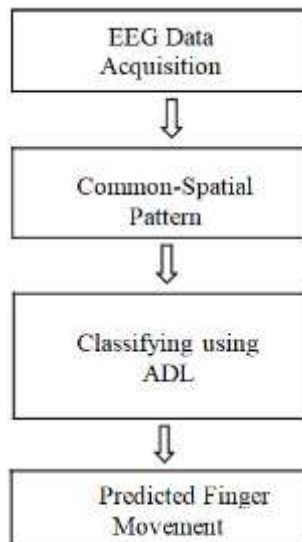 EEG Data
Acquisition
Common-Spatial
Pattern
Classifying using
ADL
Predicted Finger
Movement